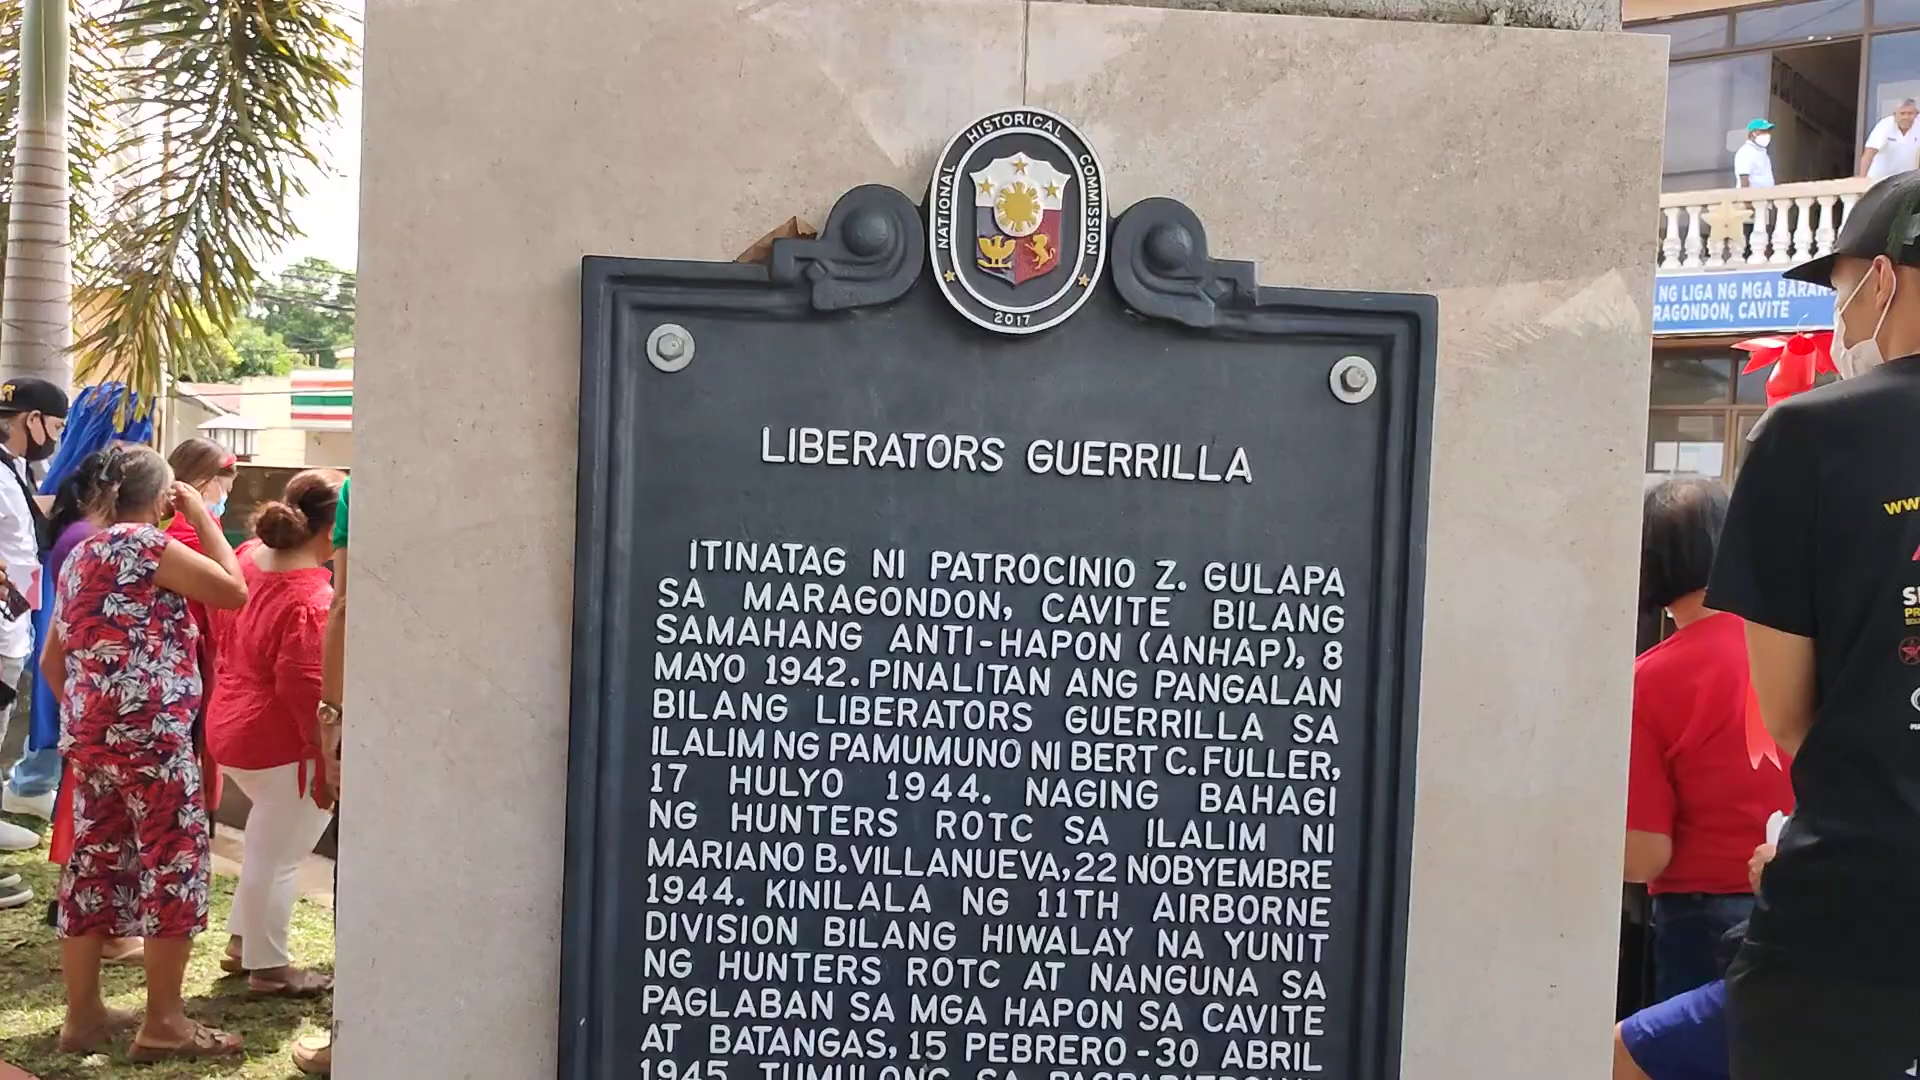 NATIONAL HISTORICAL COMMISSION
2017
LIBERATORS GUERRILLA
ITINATAG NI PATROCINIO Z. GULAPA
SA MARAGONDON, CAVITE BILANG
SAMAHANG ANTI-HAPON (ANHAP), 8
MAYO 1942. PINALITAN ANG PANGALAN
BILANG LIBERATORS GUERRILLA SA
ILALIM NG PAMUMUNO NI BERT C. FULLER,
17 HULYO 1944. NAGING BAHAGI
NG HUNTERS ROTC SA ILALIM NI
MARIANO B. VILLANUEVA, 22 NOBYEMBRE
1944. KINILALA NG 11TH AIRBORNE
DIVISION BILANG HIWALAY NA YUNIT
NG HUNTERS ROTC AT NANGUNA SA
PAGLABAN SA MGA HAPON SA CAVITE
AT BATANGAS, 15 PEBRERO - 30 ABRIL
1945. TUMULONG SA
NG LIGA NG MGA
CAVITE